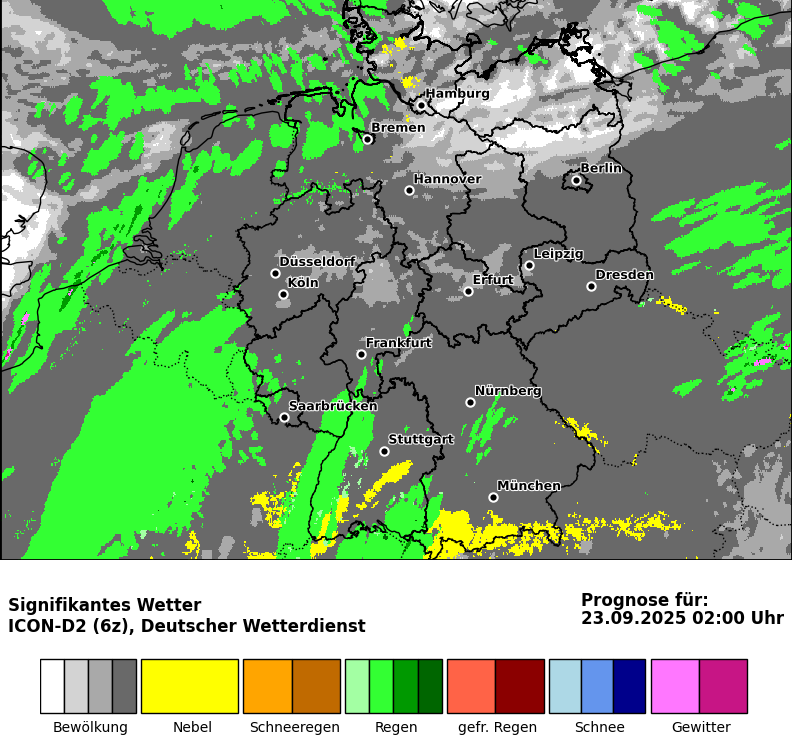 Hamburg
Bremen
Berlin
Hannover
Düsseldorf
Köln
Leipzig
Erfurt
Dresden
Frankfurt
Nürnberg
Saarbrücken
Stuttgart
München
Signifikantes Wetter
ICON-D2 (6z), Deutscher Wetterdienst
Prognose für:
23.09.2025 02:00 Uhr
Bewölkung
Nebel
Schneeregen
Regen
gefr. Regen
Schnee
Gewitter